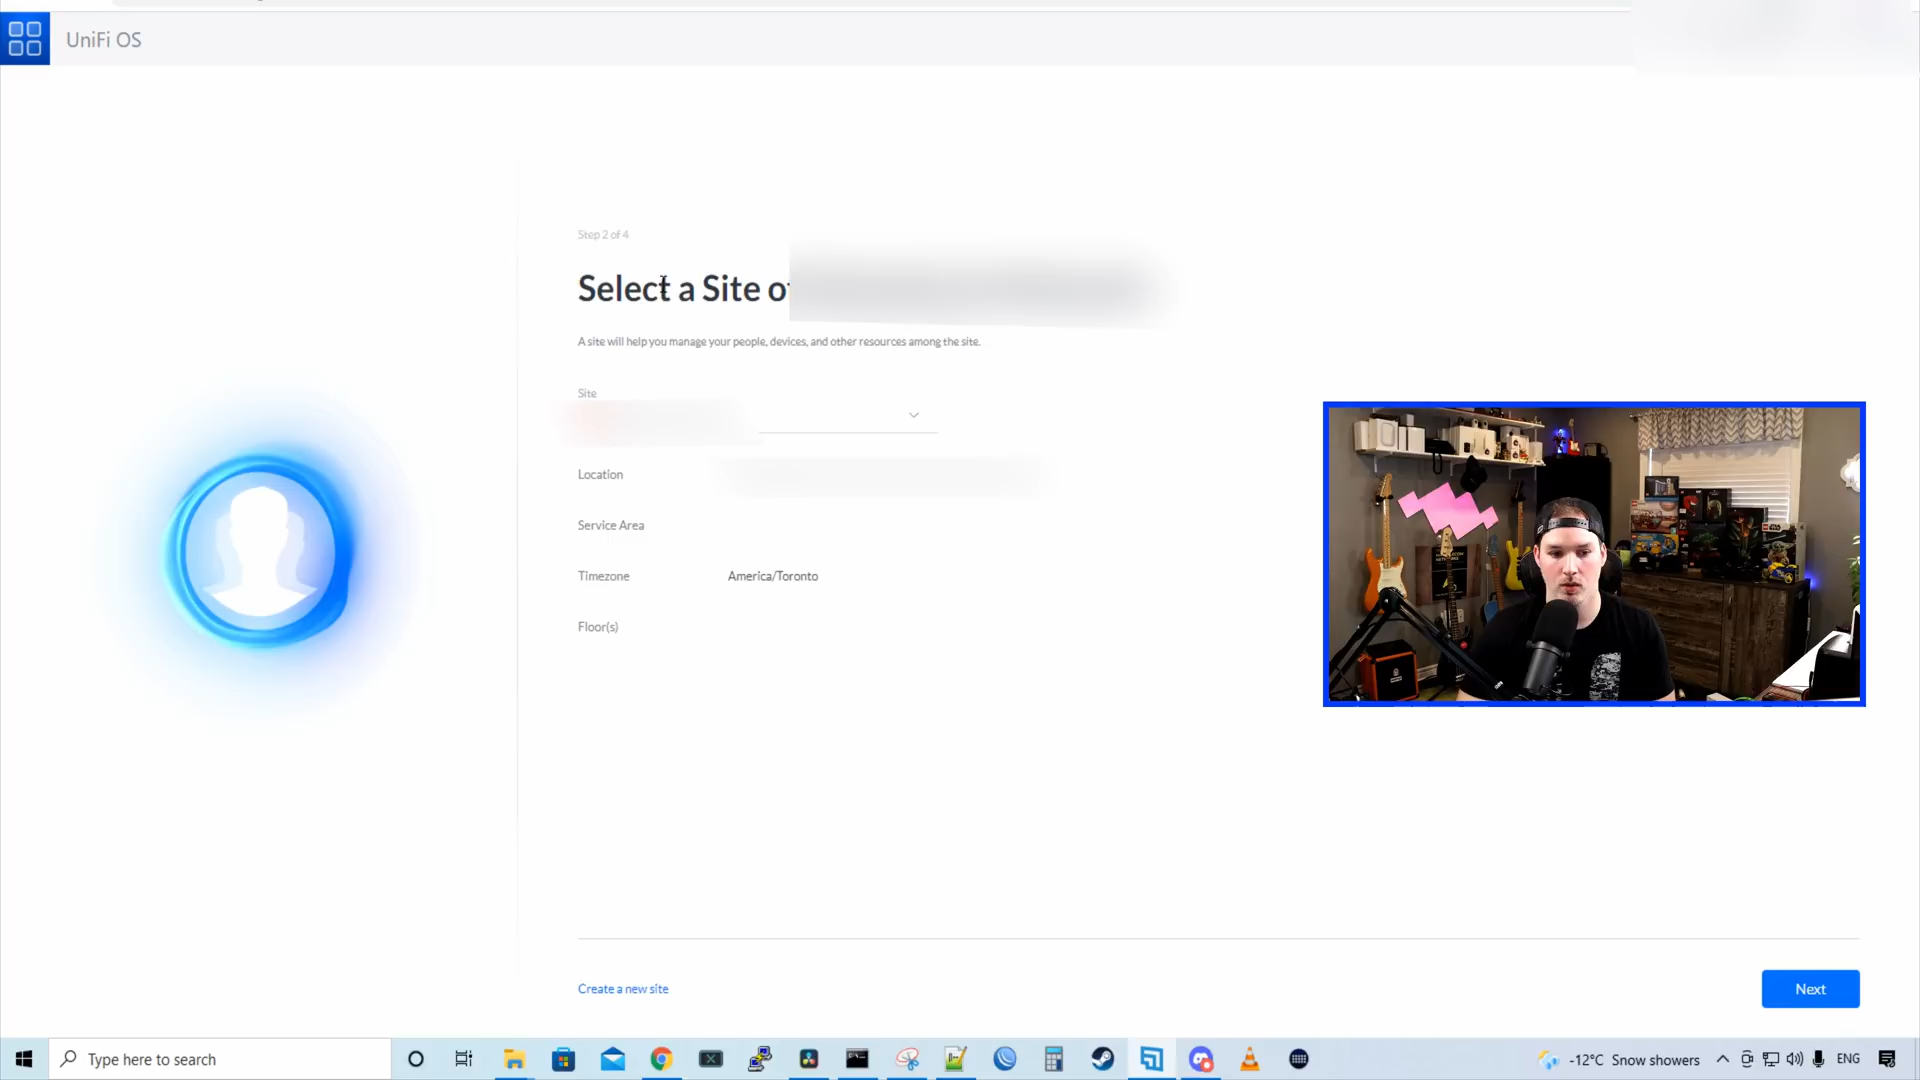 UniFi OS
Step 2 of 4
Select a Site of
A site will help you manage your people, devices, and other resources among the site.
Site
Location
Service Area
Timezone America/Toronto
Floor(s)
Create a new site
Next
Type here to search
-12°C Snow showers
ENG